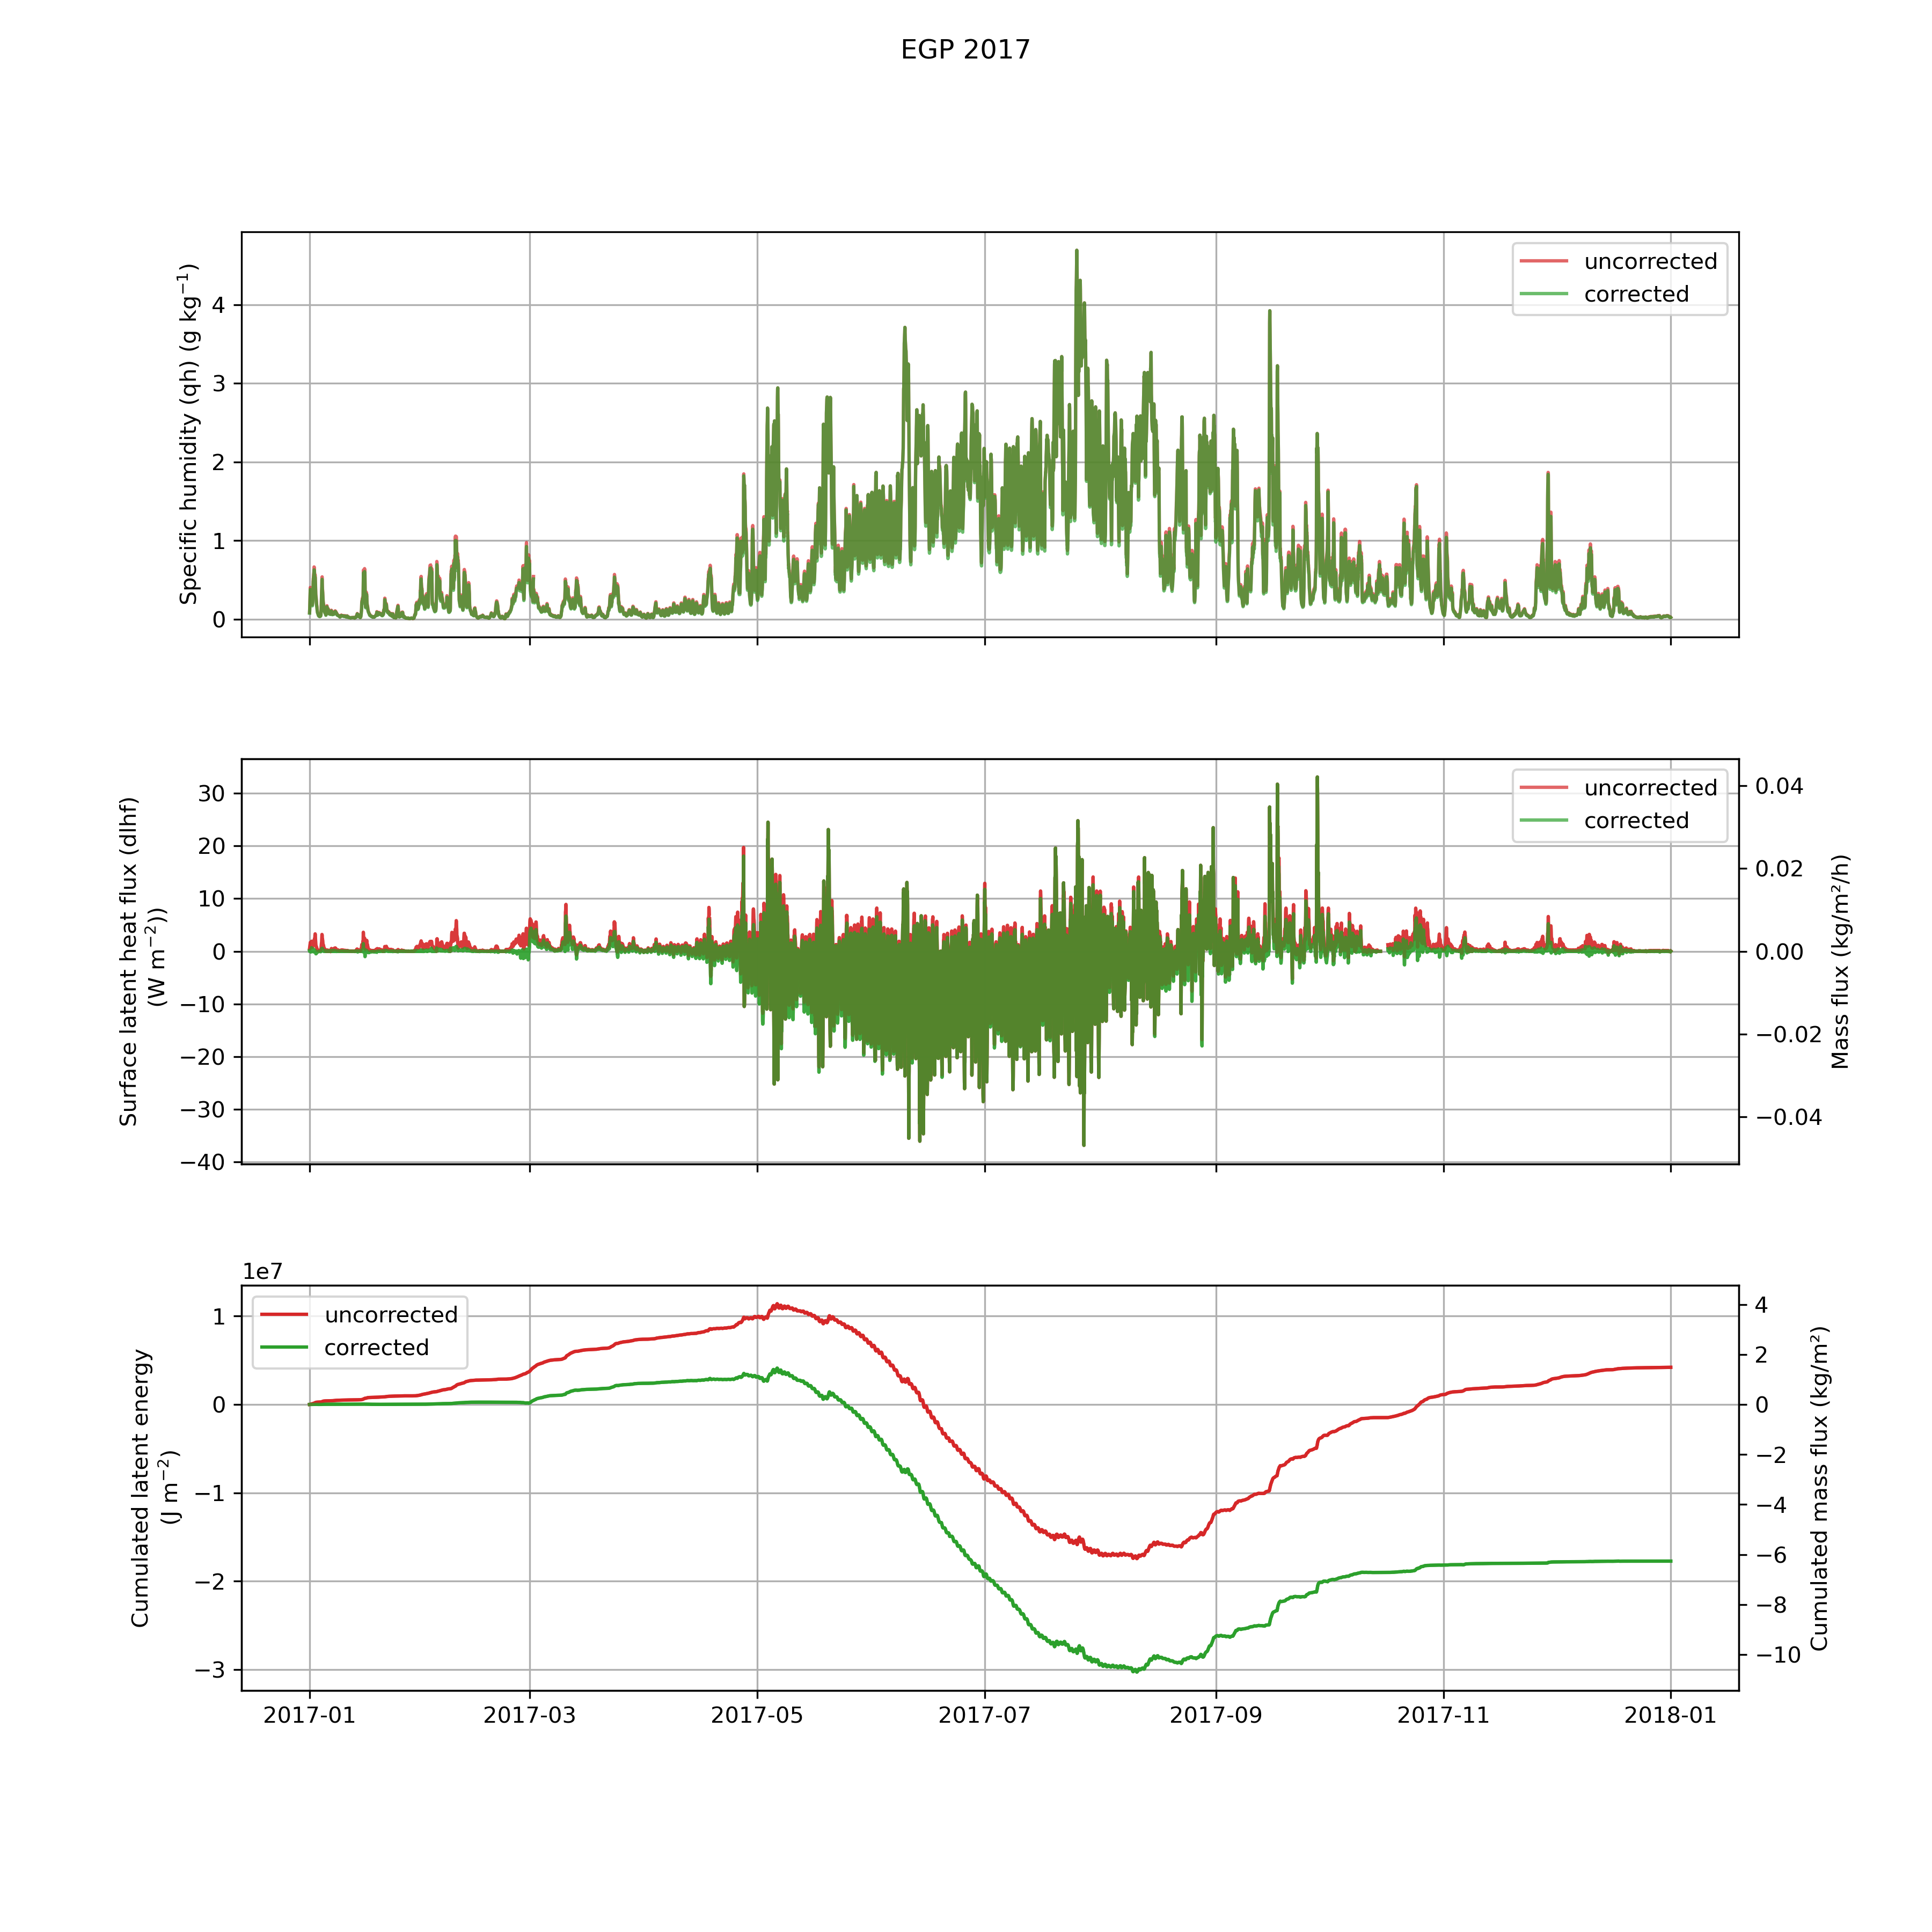 EGP 2017
Specific humidity (qh) (g kg⁻¹)
4
3
2
1
0
uncorrected
corrected
Surface latent heat flux (dlhf)
(W m⁻²))
30
20
10
0
−10
−20
−30
−40
uncorrected
corrected
0.04
0.02
0.00
−0.02
−0.04
Mass flux (kg/m²/h)
1e7
Cumulated latent energy
(J m⁻²)
1
0
−1
−2
−3
uncorrected
corrected
4
2
0
−2
−4
−6
−8
−10
Cumulated mass flux (kg/m²)
2017-01 2017-03 2017-05 2017-07 2017-09 2017-11 2018-01